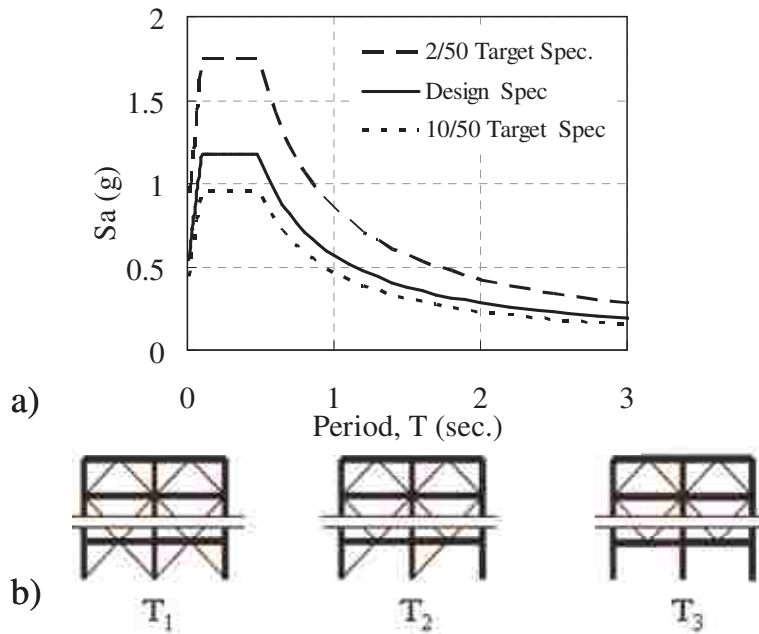 2
1.5
1
0.5
0
Sa (g)
2/50 Target Spec.
Design Spec
10/50 Target Spec
0 1 2 3
Period, T (sec.)
a)
b)
T1 T2 T3